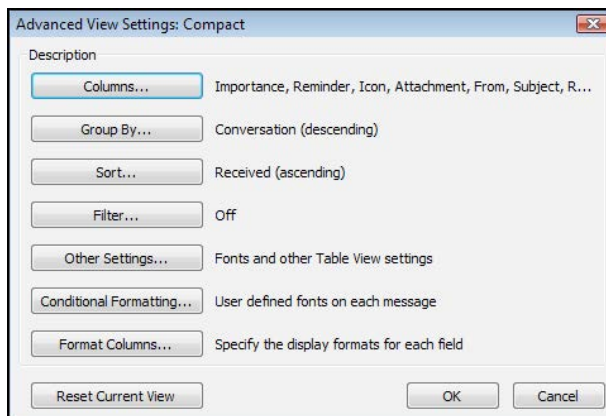 Advanced View Settings: Compact
Description
Columns... Importance, Reminder, Icon, Attachment, From, Subject, R...
Group By... Conversation (descending)
Sort... Received (ascending)
Filter... Off
Other Settings... Fonts and other Table View settings
Conditional Formatting... User defined fonts on each message
Format Columns... Specify the display formats for each field
Reset Current View OK Cancel